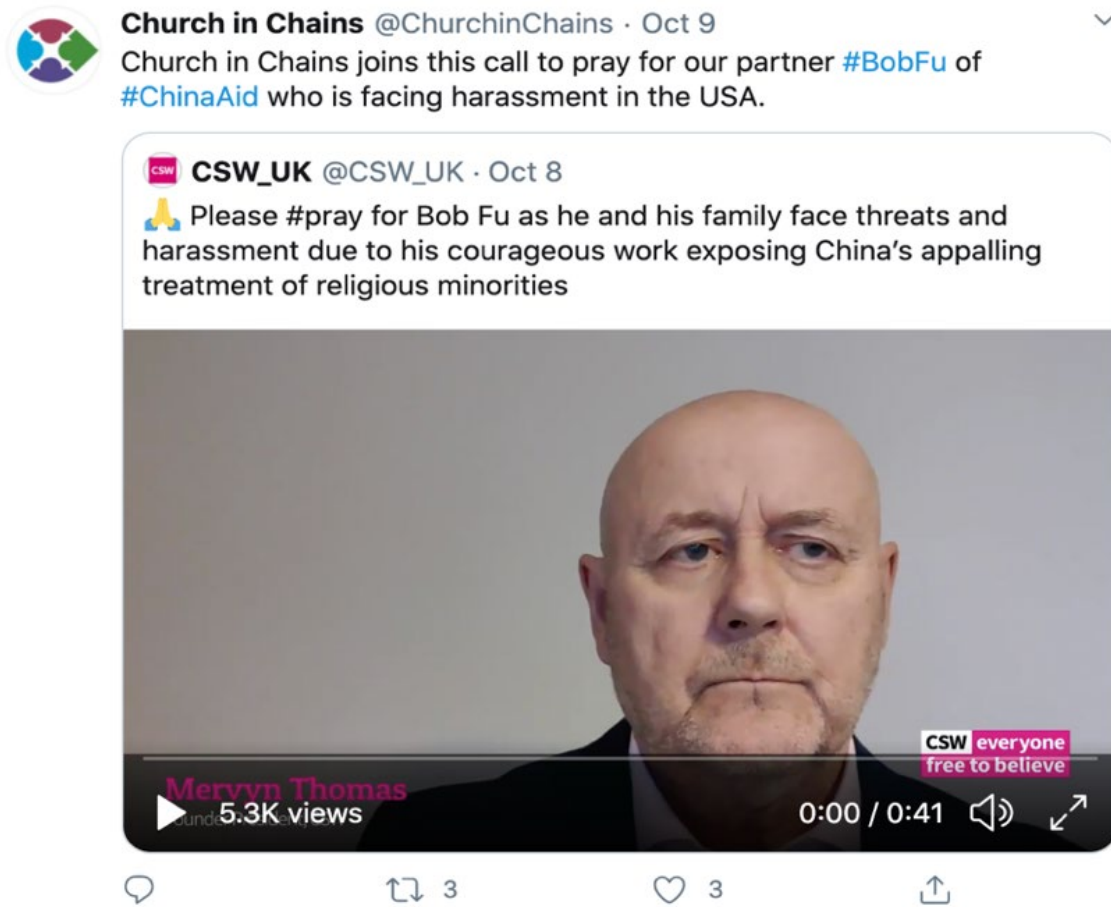 Church in Chains @ChurchinChains · Oct 9
Church in Chains joins this call to pray for our partner #BobFu of
#ChinaAid who is facing harassment in the USA.
CSW CSW_UK @CSW_UK · Oct 8
🙏 Please #pray for Bob Fu as he and his family face threats and
harassment due to his courageous work exposing China's appalling
treatment of religious minorities
CSW everyone
free to believe
Mervyn Thomas
5.3K views
0:00 / 0:41
3
3